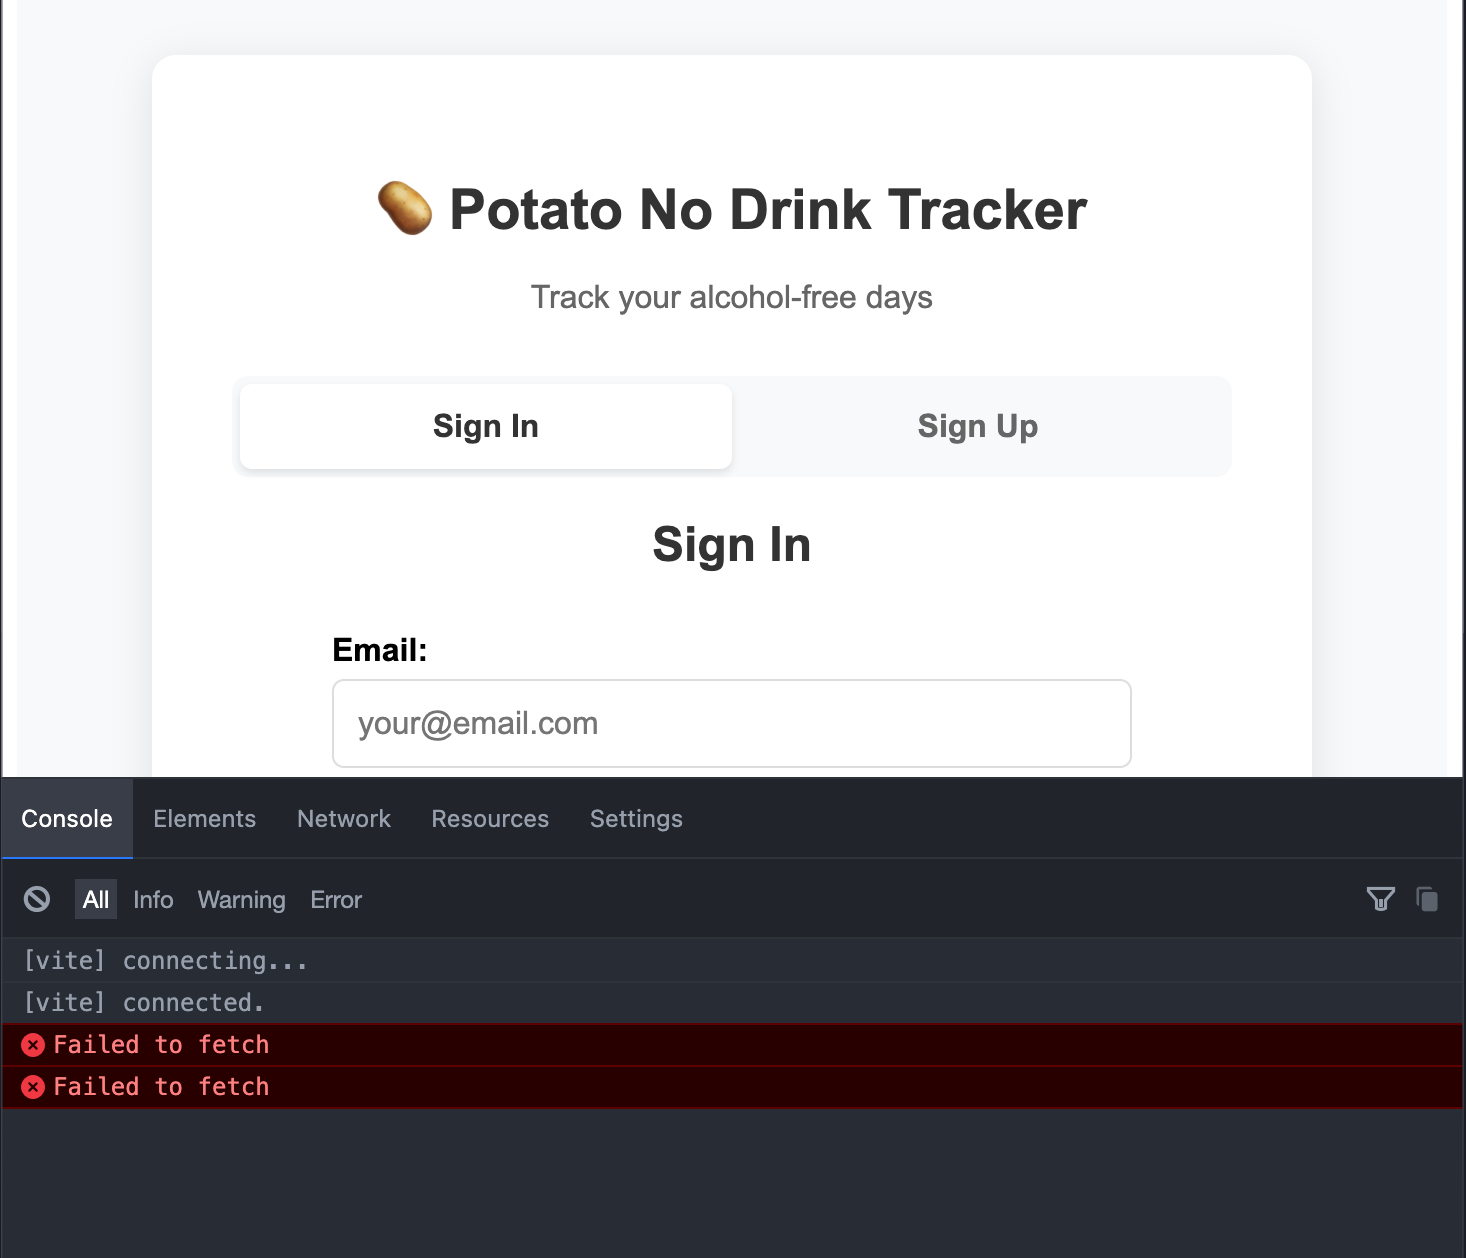 🥔 Potato No Drink Tracker
Track your alcohol-free days
Sign In Sign Up
Sign In
Email:
your@email.com
Console Elements Network Resources Settings
All Info Warning Error
[vite] connecting...
[vite] connected.
Failed to fetch
Failed to fetch